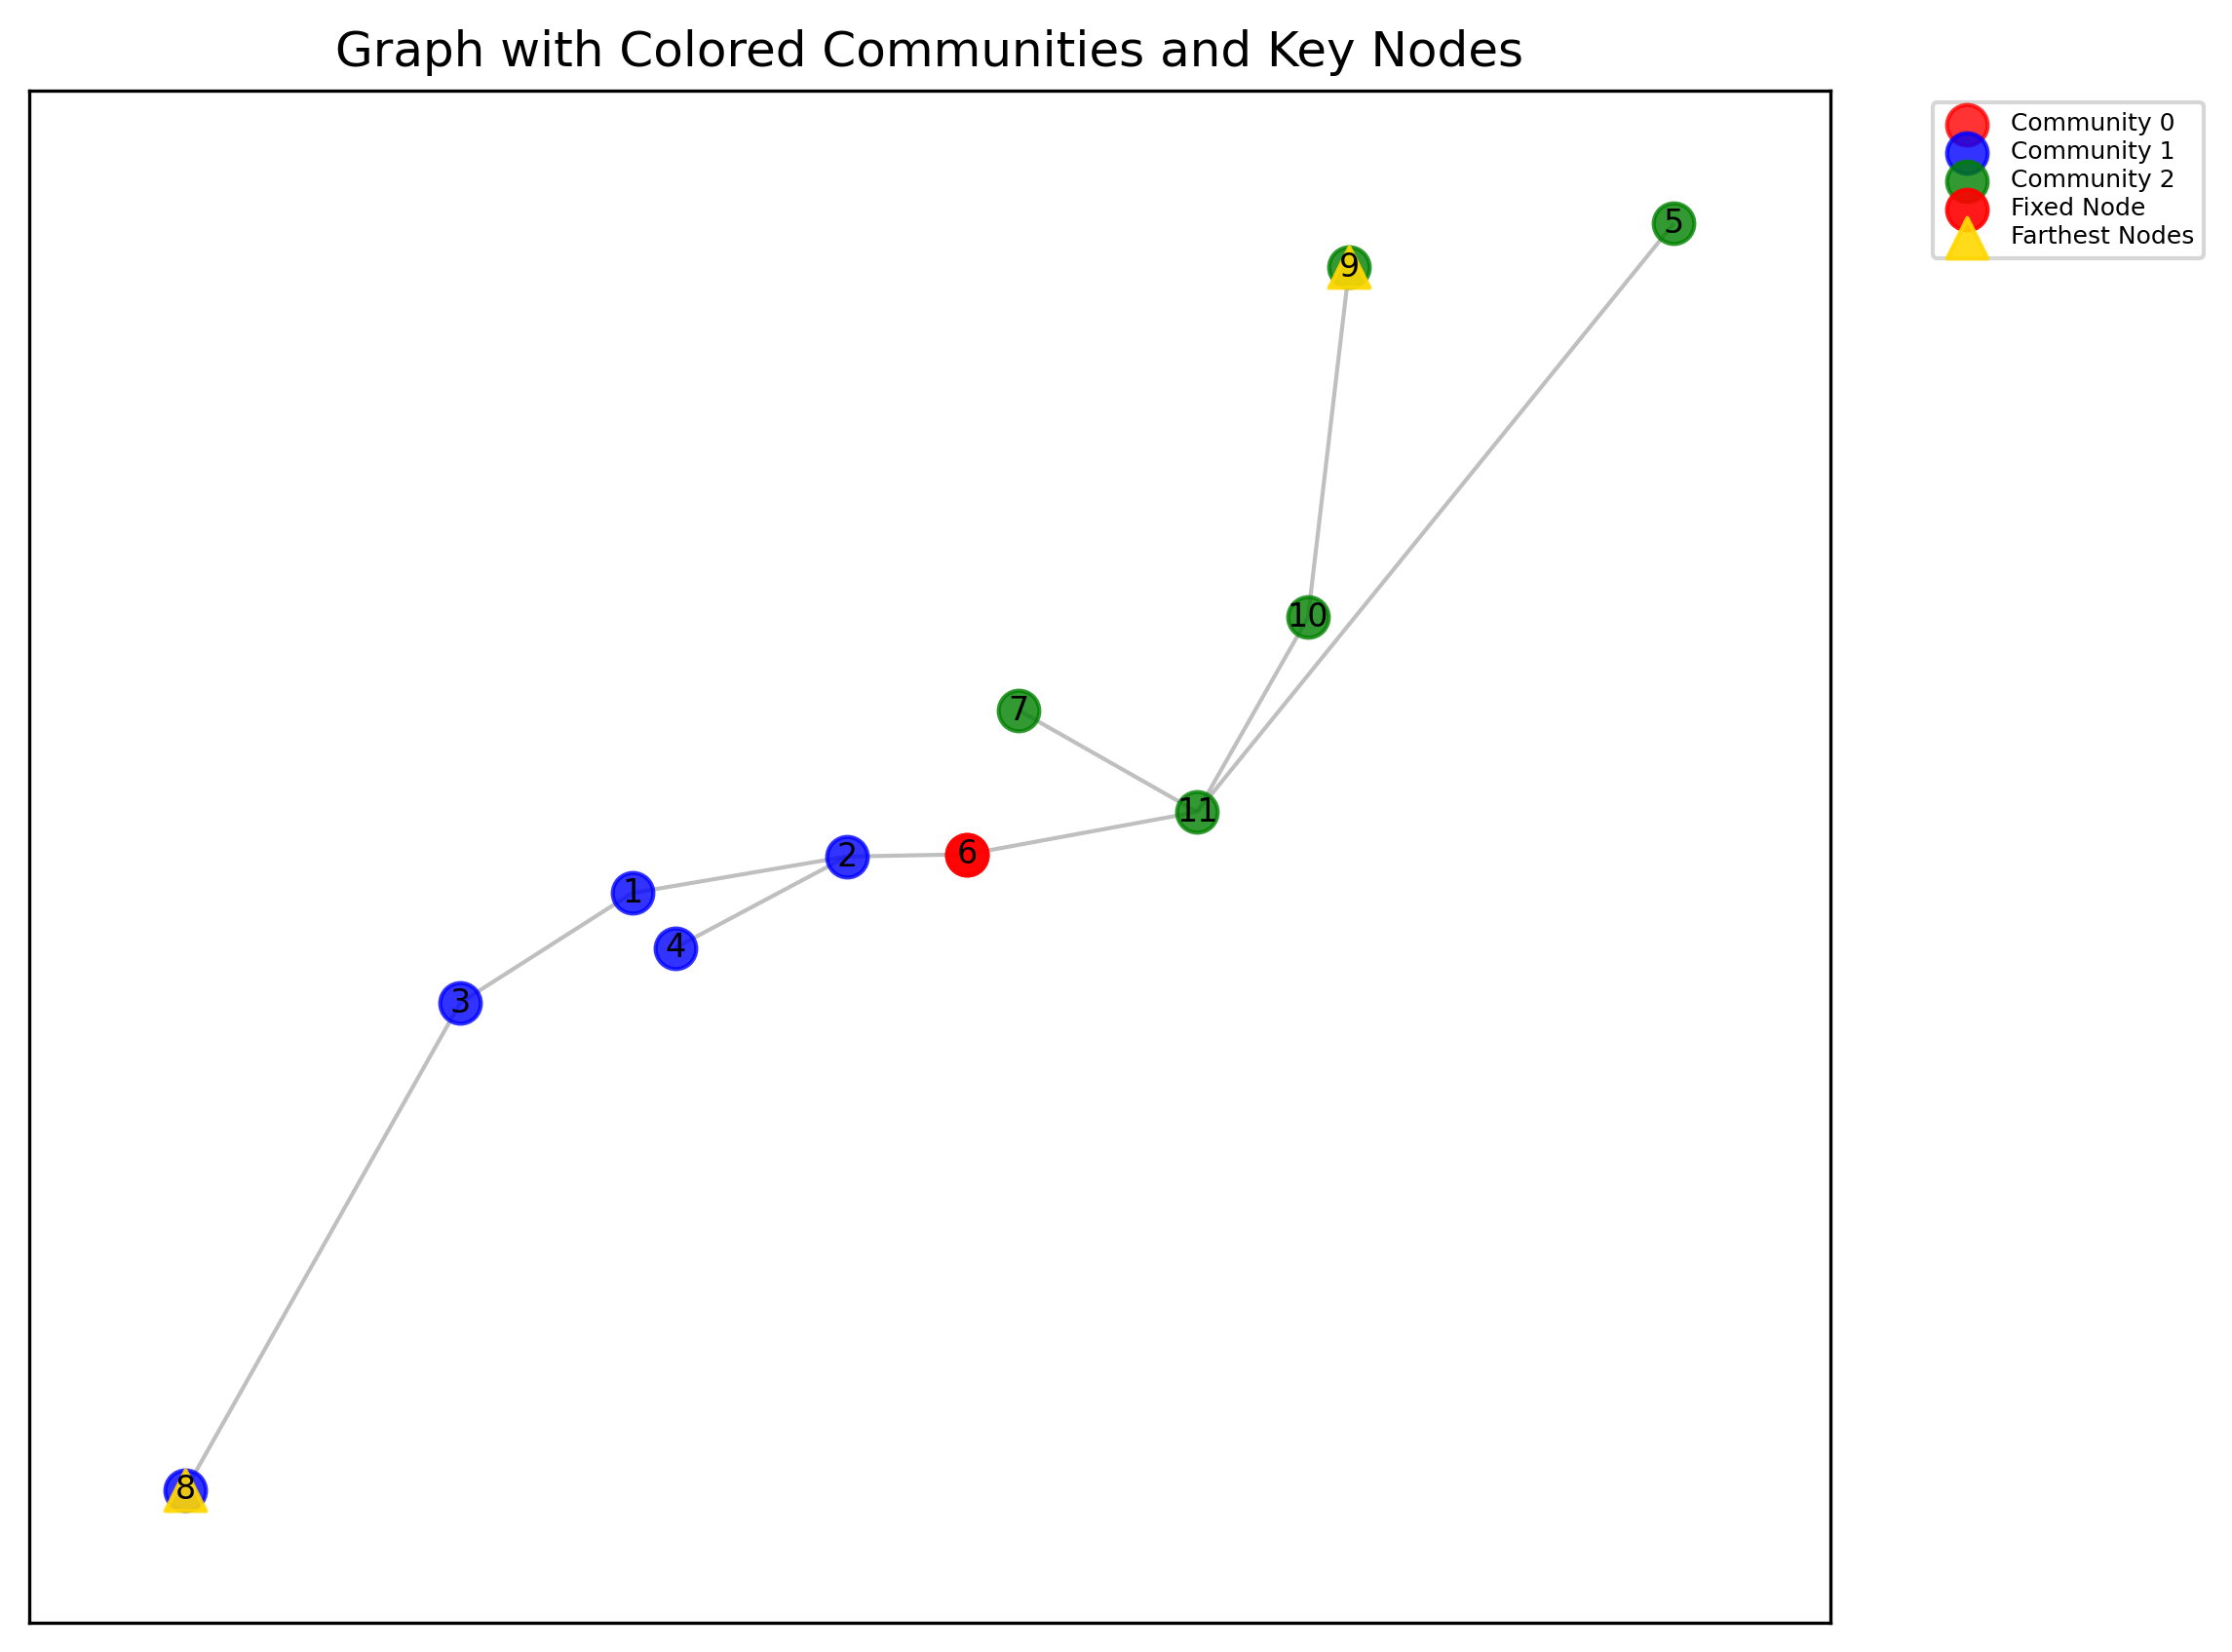 Graph with Colored Communities and Key Nodes
Community 0
Community 1
Community 2
Fixed Node
Farthest Nodes
5
9
10
7
11
2
6
1
4
3
8